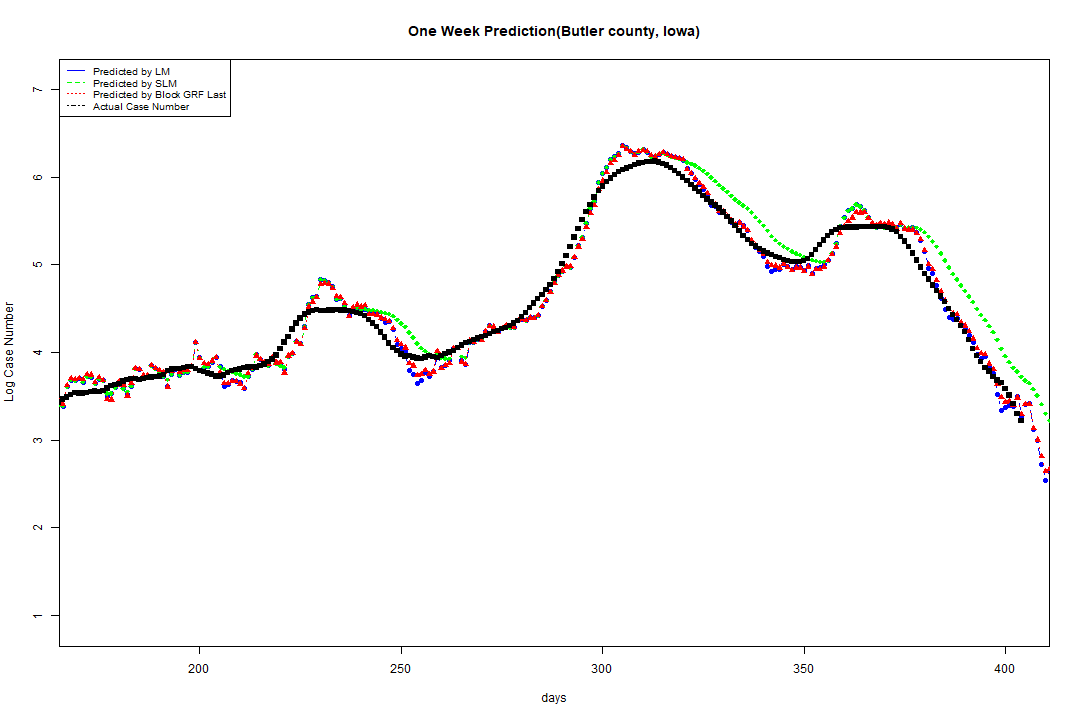 One Week Prediction(Butler county, Iowa)
Predicted by LM
Predicted by SLM
Predicted by Block GRF Last
Actual Case Number
Log Case Number
7
6
5
4
3
2
1
200 250 300 350 400
days